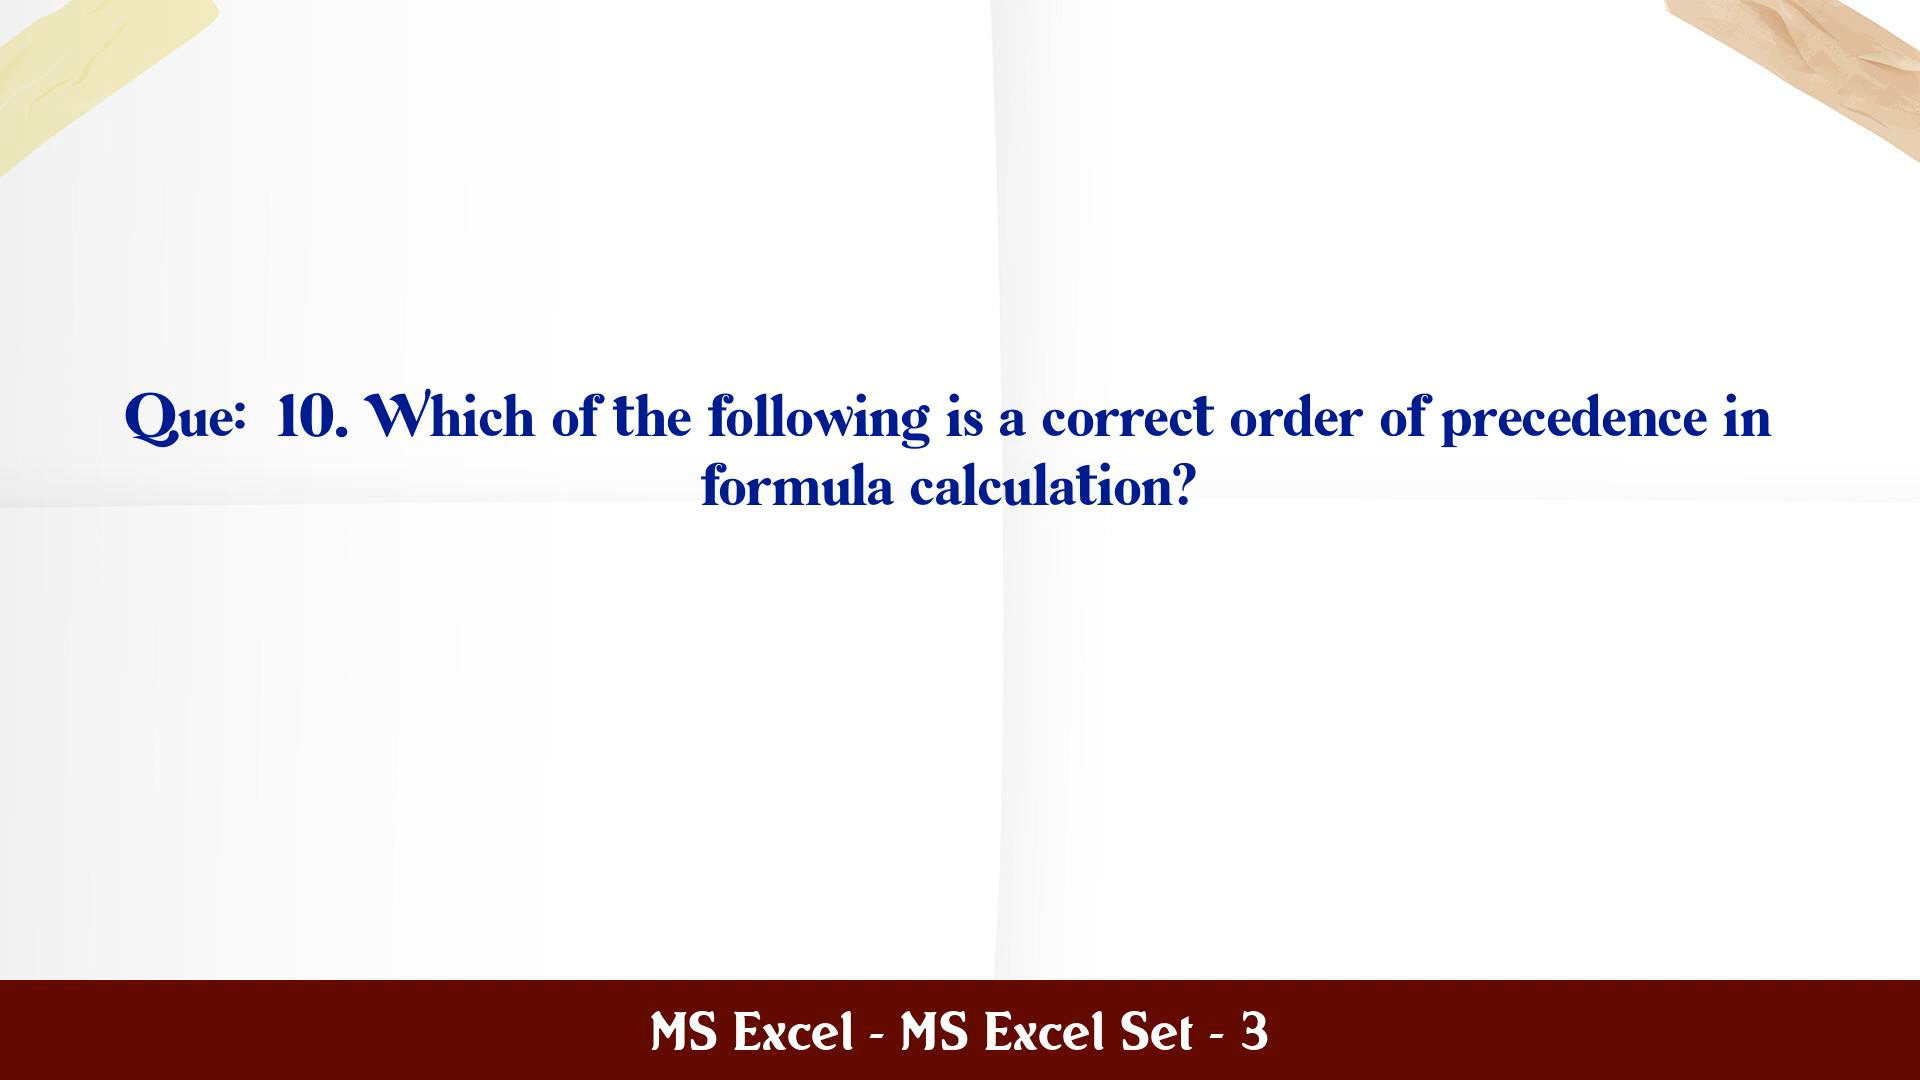 Que: 10. Which of the following is a correct order of precedence in
formula calculation?
MS Excel - MS Excel Set - 3